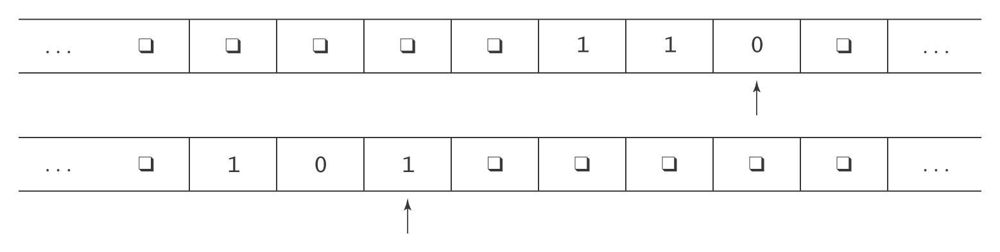 ... ❑ ❑ ❑ ❑ ❑ 1 1 0 ❑ ...
... ❑ 1 0 1 ❑ ❑ ❑ ❑ ❑ ...